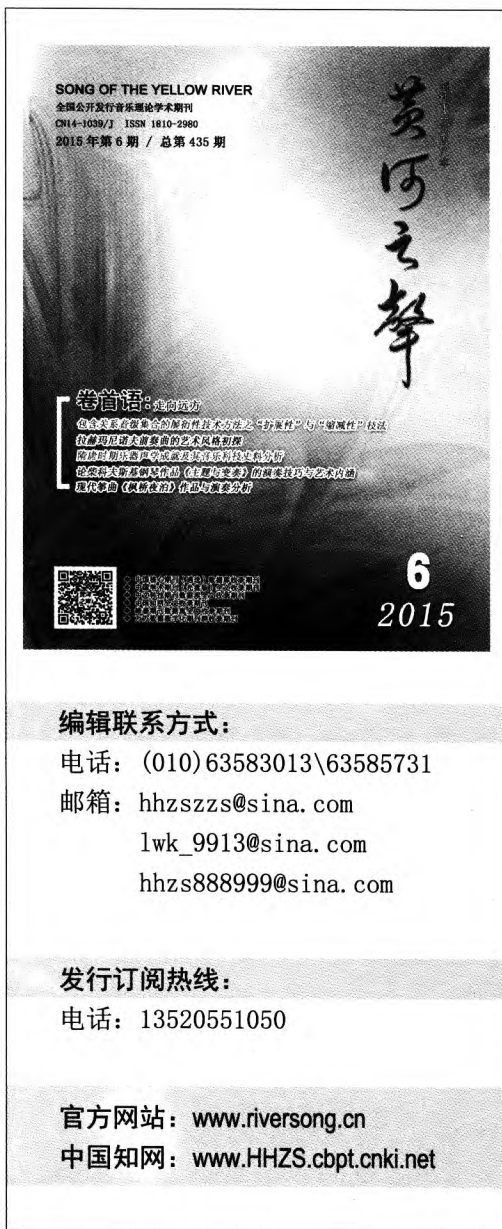 SONG OF THE YELLOW RIVER
全国公开发行音乐理论学术期刊
CN14-1039/J ISSN 1810-2980
2015 年第 6 期 / 总第 435 期
黄河之聲
卷首语：走向远方
包含关系音级集合的解衍性技术方法之“扩展性”与“缩减性”技法
拉赫玛尼诺夫前奏曲的艺术风格初探
隋唐时期乐器声学成就及其音乐科技史料分析
论柴科夫斯基钢琴作品《主题与变奏》的演奏技巧与艺术内涵
现代筝曲《枫桥夜泊》作品与演奏分析
6
2015
编辑联系方式：
电话：(010)63583013\63585731
邮箱：hhzszzs@sina.com
lwk_9913@sina.com
hhzs888999@sina.com
发行订阅热线：
电话：13520551050
官方网站：www.riversong.cn
中国知网：www.HHZS.cbpt.cnki.net